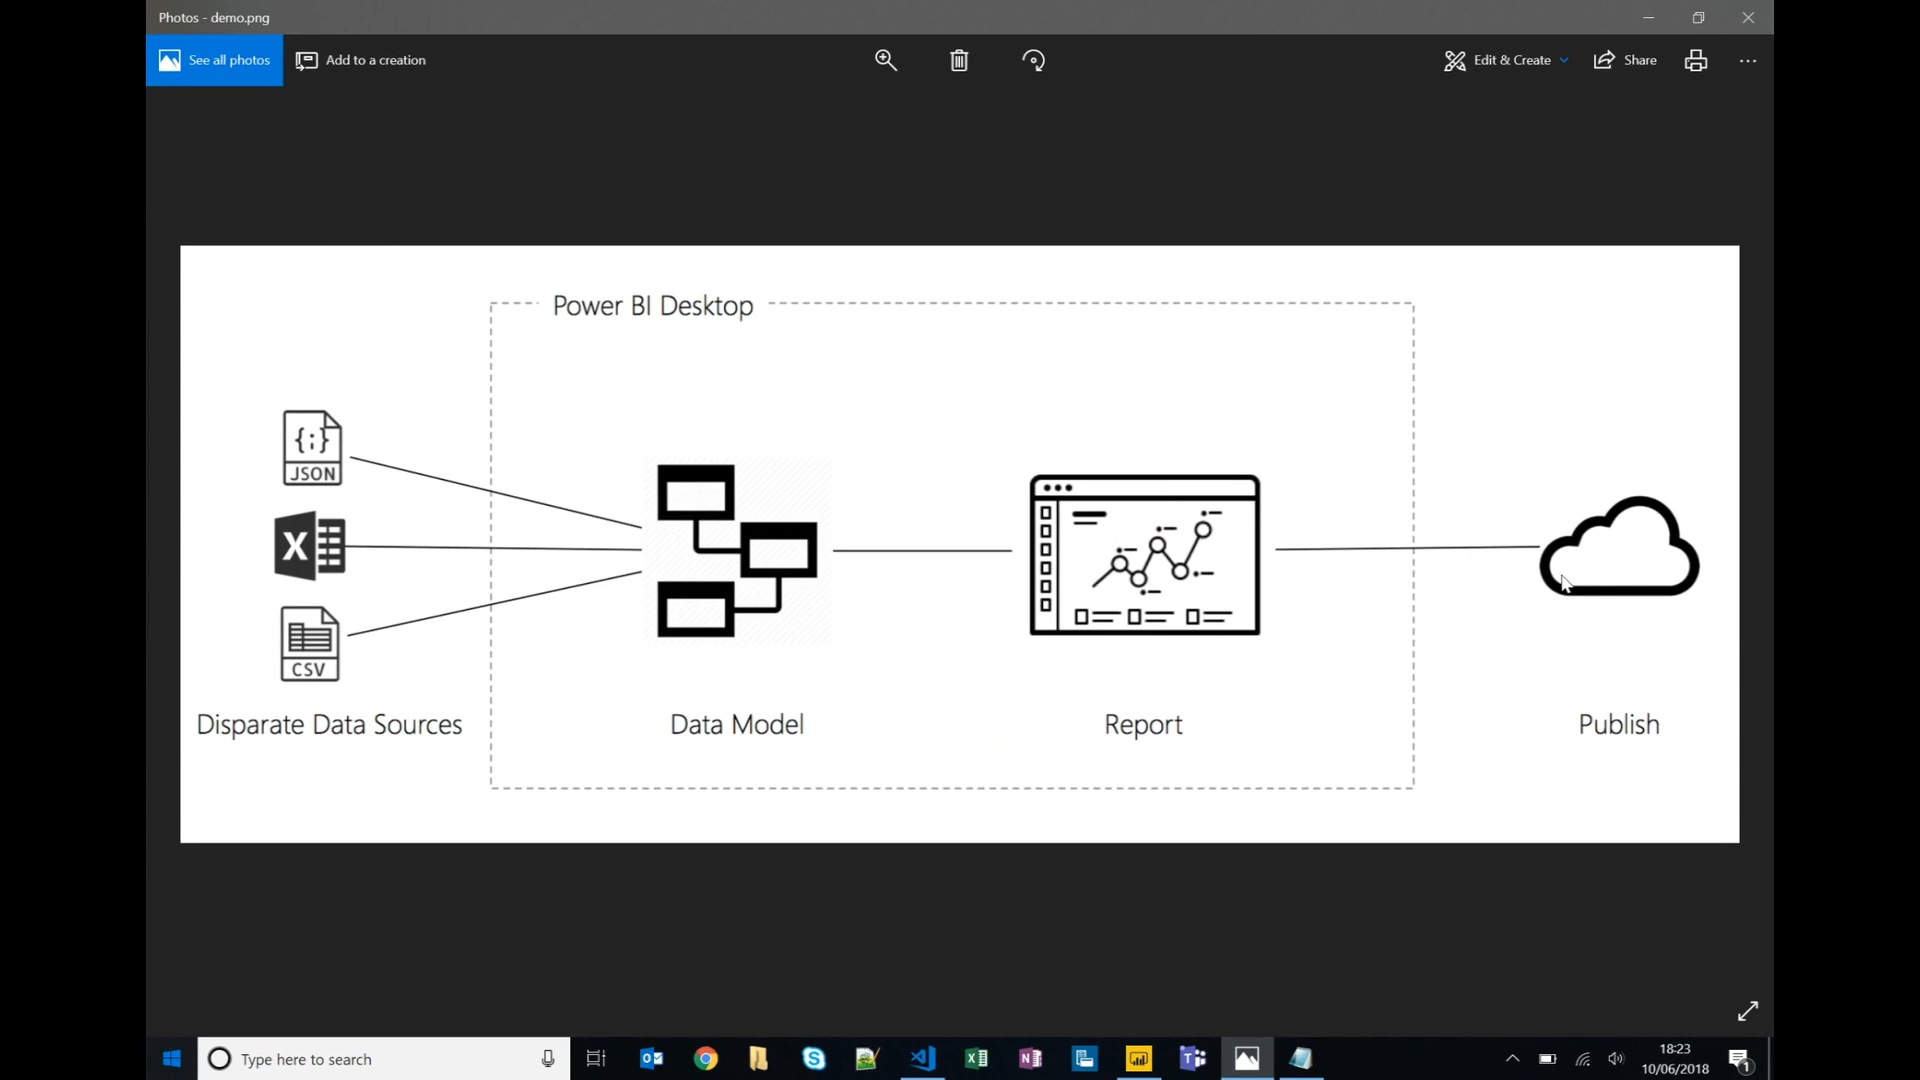 Photos - demo.png
See all photos
Add to a creation
Edit & Create
Share
Power BI Desktop
{;}
JSON
X
CSV
Disparate Data Sources
Data Model
Report
Publish
Type here to search
18:23
10/06/2018
1